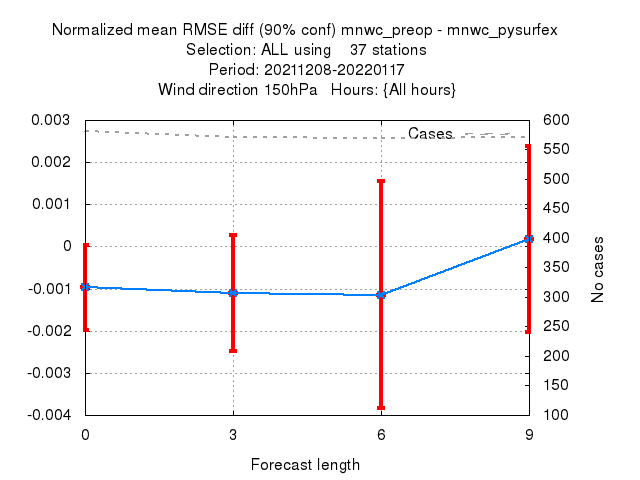 Normalized mean RMSE diff (90% conf) mnwc_preop - mnwc_pysurfex
Selection: ALL using 37 stations
Period: 20211208-20220117
Wind direction 150hPa Hours: {All hours}
Cases
0.003
0.002
0.001
0
-0.001
-0.002
-0.003
-0.004
600
550
500
450
400
350
300
250
200
150
100
No cases
0 3 6 9
Forecast length